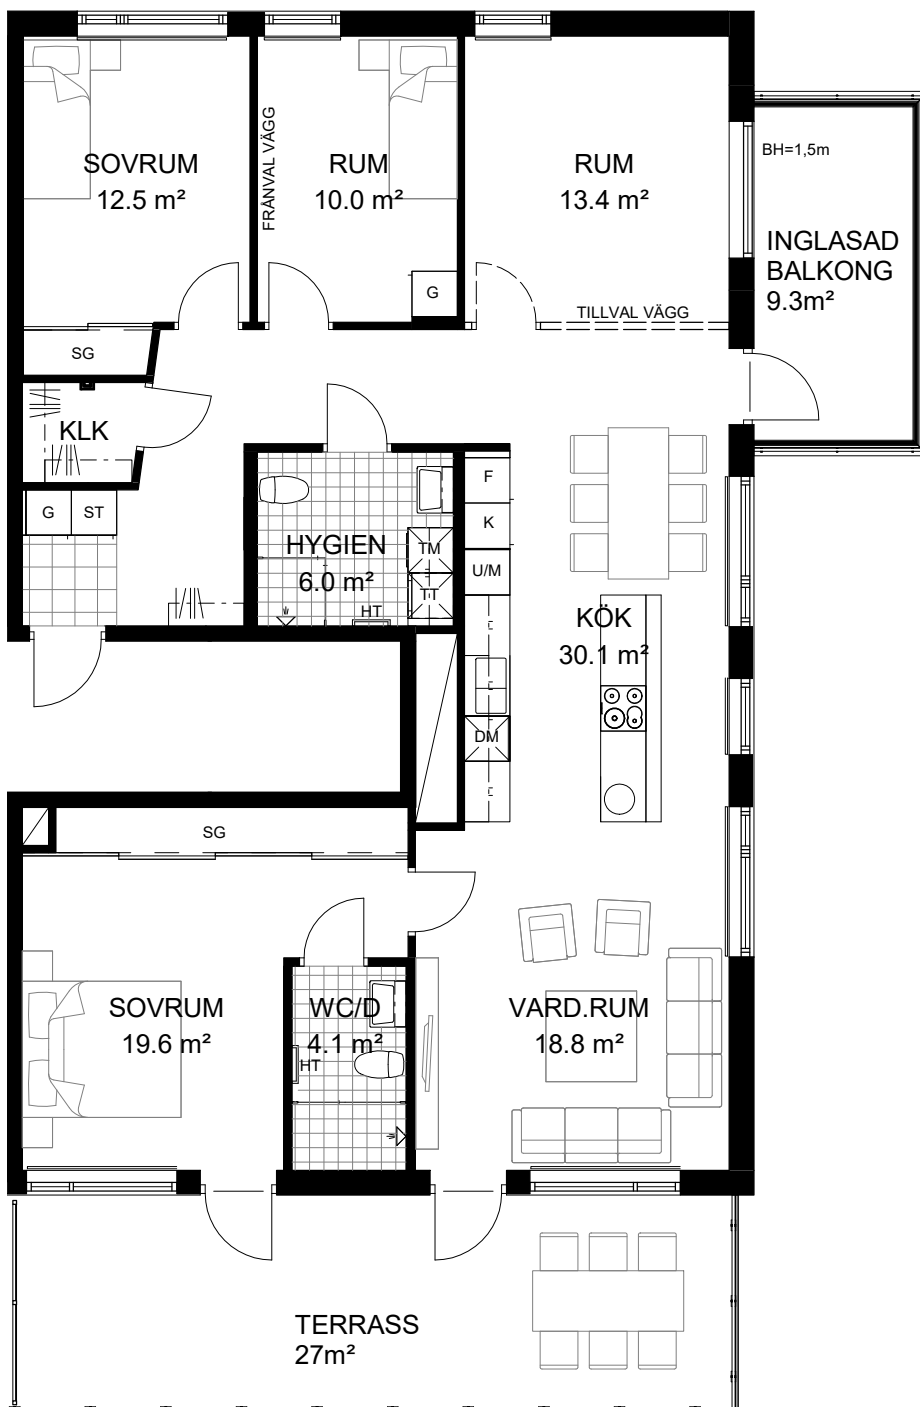 SOVRUM
12.5 m²
FRÅNVAL VÄGG
RUM
10.0 m²
RUM
13.4 m²
BH=1,5m
INGLASAD
BALKONG
9.3m²
G
TILLVAL VÄGG
SG
KLK
G
ST
HYGIEN
6.0 m²
TM
TT
HT
F
K
U/M
DM
KÖK
30.1 m²
SG
SOVRUM
19.6 m²
WC/D
4.1 m²
HT
VARD.RUM
18.8 m²
TERRASS
27m²